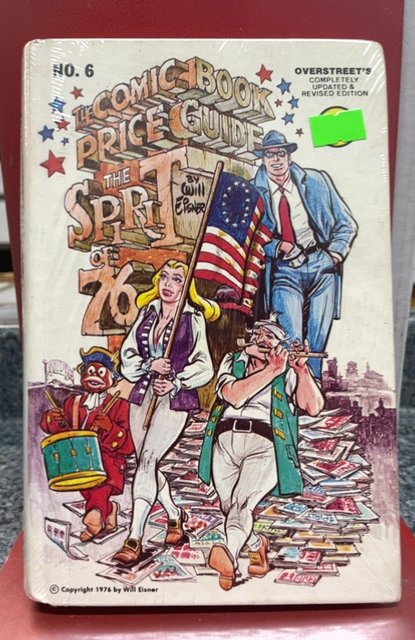 NO. 6
OVERSTREET'S
COMPLETELY
UPDATED &
REVISED EDITION
THE COMIC BOOK
PRICE GUIDE
THE
SPIRIT
BY
Will
EISNER
OF
76
© Copyright 1976 by Will Eisner